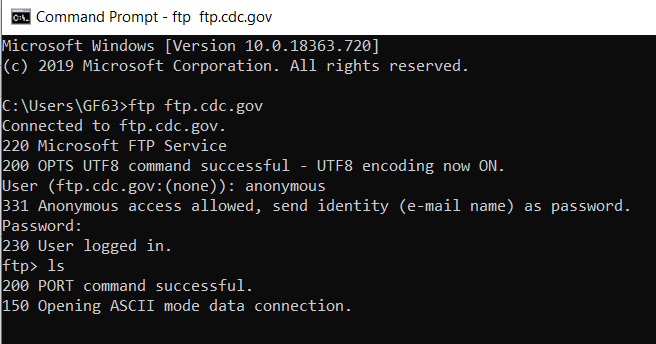 Command Prompt - ftp  ftp.cdc.gov
Microsoft Windows [Version 10.0.18363.720]
(c) 2019 Microsoft Corporation. All rights reserved.
C:\Users\GF63>ftp ftp.cdc.gov
Connected to ftp.cdc.gov.
220 Microsoft FTP Service
200 OPTS UTF8 command successful - UTF8 encoding now ON.
User (ftp.cdc.gov:(none)): anonymous
331 Anonymous access allowed, send identity (e-mail name) as password.
Password:
230 User logged in.
ftp> ls
200 PORT command successful.
150 Opening ASCII mode data connection.